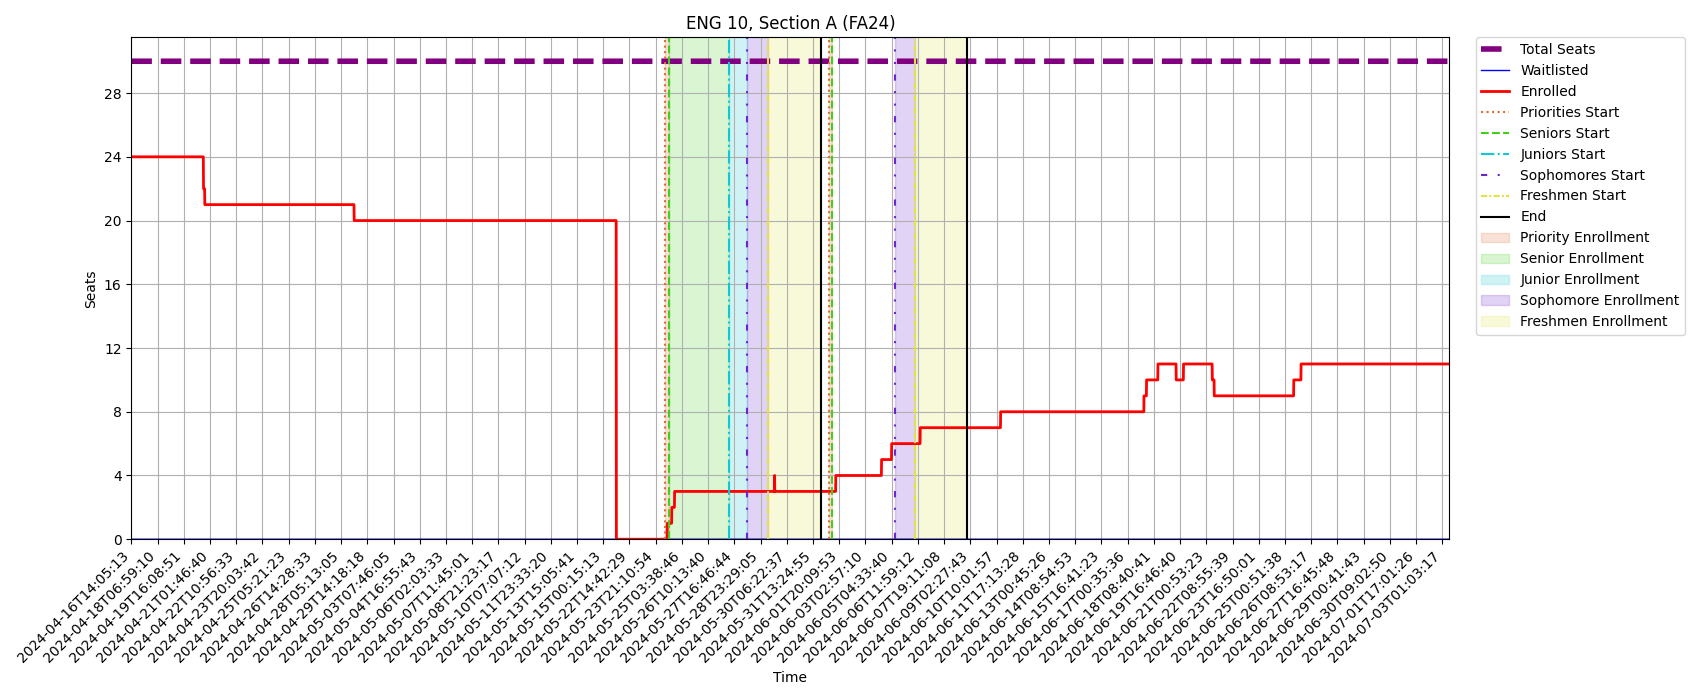 ENG 10, Section A (FA24)
Total Seats
Waitlisted
Enrolled
Priorities Start
Seniors Start
Juniors Start
Sophomores Start
Freshmen Start
End
Priority Enrollment
Senior Enrollment
Junior Enrollment
Sophomore Enrollment
Freshmen Enrollment
Seats
28
24
20
16
12
8
4
0
2024-04-16T14:05:13
2024-04-18T06:59:10
2024-04-19T16:08:51
2024-04-21T01:46:40
2024-04-22T10:56:33
2024-04-23T20:03:42
2024-04-25T05:21:23
2024-04-26T14:28:33
2024-04-28T05:13:05
2024-04-29T14:18:18
2024-05-03T07:46:05
2024-05-04T16:55:43
2024-05-06T02:03:33
2024-05-07T11:45:01
2024-05-08T21:23:17
2024-05-10T07:07:12
2024-05-11T23:33:20
2024-05-13T15:05:41
2024-05-15T00:15:13
2024-05-22T14:42:29
2024-05-23T21:10:54
2024-05-25T03:38:46
2024-05-26T10:13:40
2024-05-27T16:46:44
2024-05-28T23:29:05
2024-05-30T06:22:37
2024-05-31T13:24:55
2024-06-01T20:09:53
2024-06-03T02:57:10
2024-06-05T04:33:40
2024-06-06T11:59:12
2024-06-07T19:11:08
2024-06-09T02:27:43
2024-06-10T10:01:57
2024-06-11T17:13:28
2024-06-13T00:45:26
2024-06-14T08:54:53
2024-06-15T16:41:23
2024-06-17T00:35:36
2024-06-18T08:40:41
2024-06-19T16:46:40
2024-06-21T00:53:23
2024-06-22T08:55:39
2024-06-23T16:50:01
2024-06-25T00:51:38
2024-06-26T08:53:17
2024-06-27T16:45:48
2024-06-29T00:41:43
2024-06-30T09:02:50
2024-07-01T17:01:26
2024-07-03T01:03:17
Time